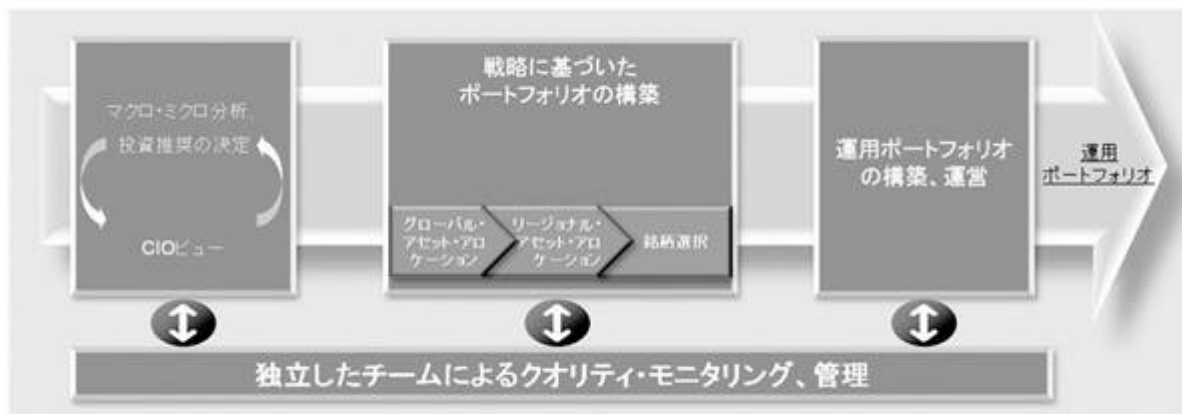 マクロ・ミクロ分析、
投資推奨の決定
CIOビュー
戦略に基づいた
ポートフォリオの構築
グローバル・
アセット・アロ
ケーション
リージョナル・
アセット・アロ
ケーション
銘柄選択
運用ポートフォリオ
の構築、運営
運用
ポートフォリオ
独立したチームによるクオリティ・モニタリング、管理